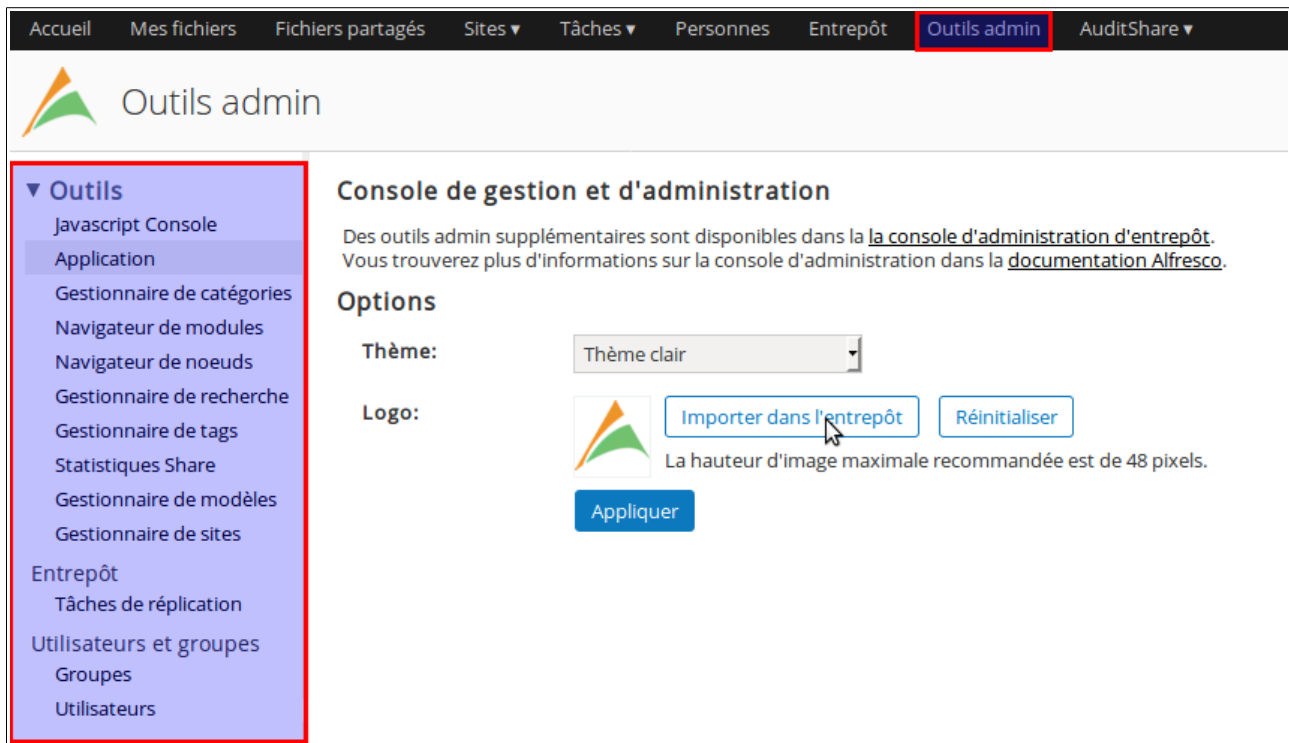 Accueil Mes fichiers Fichiers partagés Sites ▾ Tâches ▾ Personnes Entrepôt Outils admin AuditShare ▾
Outils admin
▼ Outils
Javascript Console
Application
Gestionnaire de catégories
Navigateur de modules
Navigateur de noeuds
Gestionnaire de recherche
Gestionnaire de tags
Statistiques Share
Gestionnaire de modèles
Gestionnaire de sites
Entrepôt
Tâches de réplication
Utilisateurs et groupes
Groupes
Utilisateurs
Console de gestion et d'administration
Des outils admin supplémentaires sont disponibles dans la la console d'administration d'entrepôt.
Vous trouverez plus d'informations sur la console d'administration dans la documentation Alfresco.
Options
Thème: Thème clair
Logo: Importer dans l'entrepôt Réinitialiser
La hauteur d'image maximale recommandée est de 48 pixels.
Appliquer